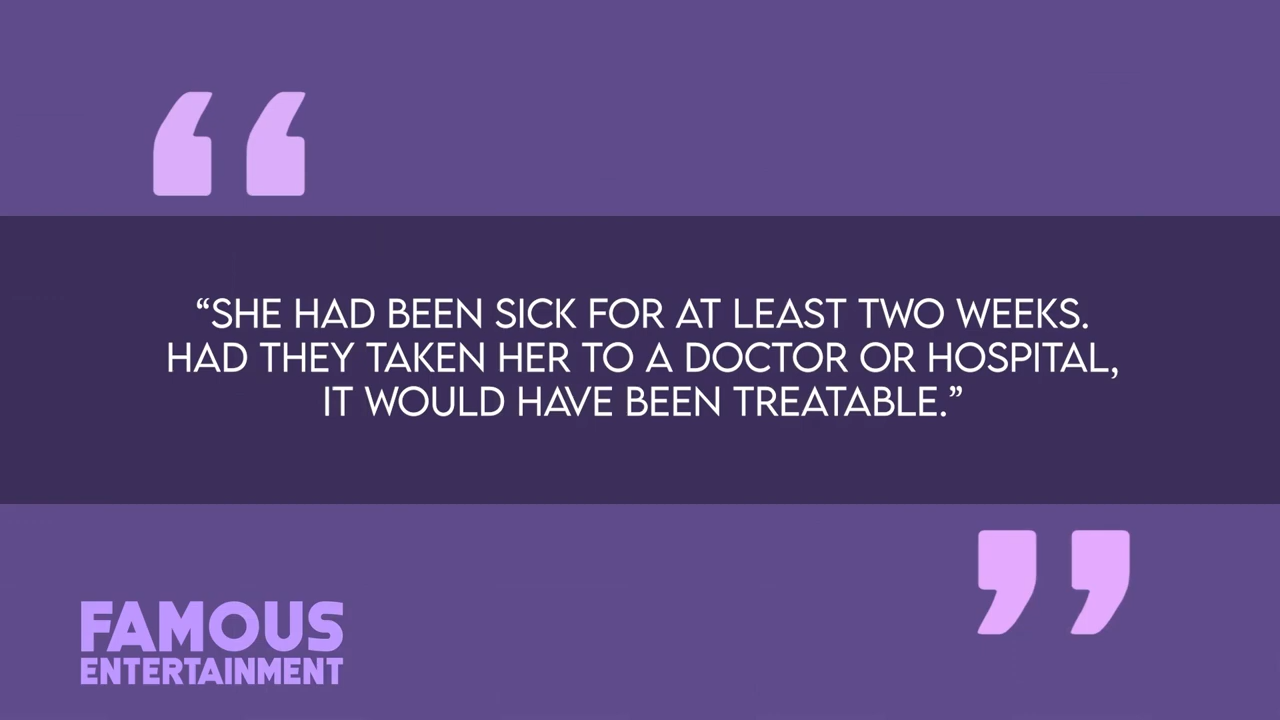 “SHE HAD BEEN SICK FOR AT LEAST TWO WEEKS.
HAD THEY TAKEN HER TO A DOCTOR OR HOSPITAL,
IT WOULD HAVE BEEN TREATABLE.”
FAMOUS
ENTERTAINMENT